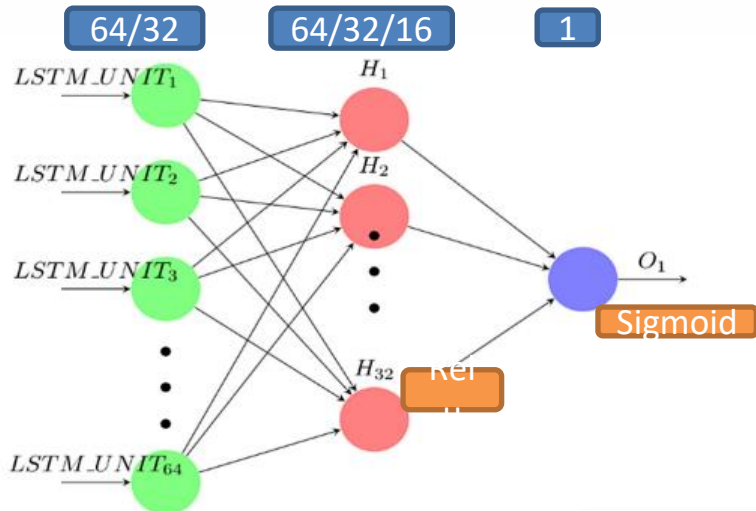 64/32
64/32/16
1
LSTM_UNIT₁
H₁
LSTM_UNIT₂
H₂
LSTM_UNIT₃
O₁
Sigmoid
H₃₂
LSTM_UNIT₆₄